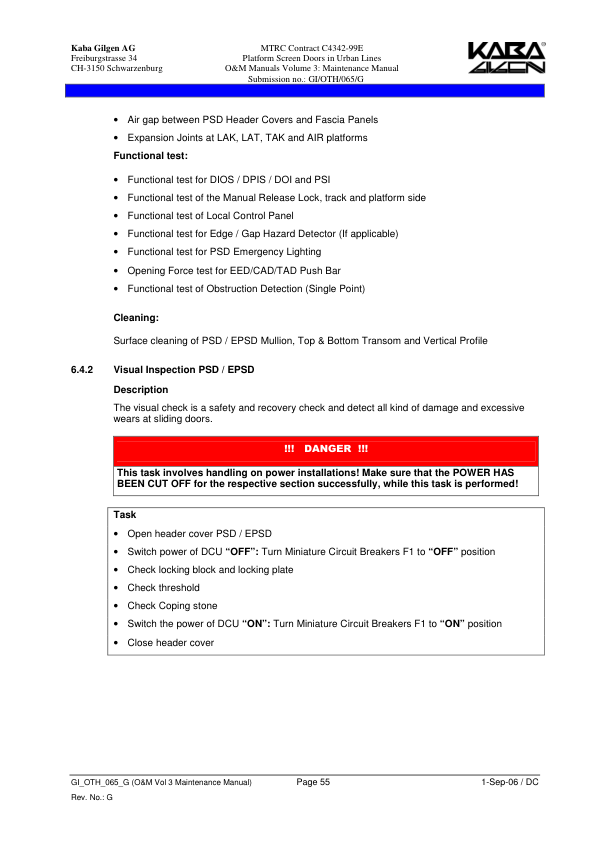 Kaba Gilgen AG
Freiburgstrasse 34
CH-3150 Schwarzenburg
MTRC Contract C4342-99E
Platform Screen Doors in Urban Lines
O&M Manuals Volume 3: Maintenance Manual
Submission no.: GI/OTH/065/G
KABA®
GILGEN
• Air gap between PSD Header Covers and Fascia Panels
• Expansion Joints at LAK, LAT, TAK and AIR platforms
Functional test:
• Functional test for DIOS / DPIS / DOI and PSI
• Functional test of the Manual Release Lock, track and platform side
• Functional test of Local Control Panel
• Functional test for Edge / Gap Hazard Detector (If applicable)
• Functional test for PSD Emergency Lighting
• Opening Force test for EED/CAD/TAD Push Bar
• Functional test of Obstruction Detection (Single Point)
Cleaning:
Surface cleaning of PSD / EPSD Mullion, Top & Bottom Transom and Vertical Profile
6.4.2 Visual Inspection PSD / EPSD
Description
The visual check is a safety and recovery check and detect all kind of damage and excessive
wears at sliding doors.
!!! DANGER !!!
This task involves handling on power installations! Make sure that the POWER HAS
BEEN CUT OFF for the respective section successfully, while this task is performed!
Task
• Open header cover PSD / EPSD
• Switch power of DCU “OFF”: Turn Miniature Circuit Breakers F1 to “OFF” position
• Check locking block and locking plate
• Check threshold
• Check Coping stone
• Switch the power of DCU “ON”: Turn Miniature Circuit Breakers F1 to “ON” position
• Close header cover
GI_OTH_065_G (O&M Vol 3 Maintenance Manual) Page 55 1-Sep-06 / DC
Rev. No.: G